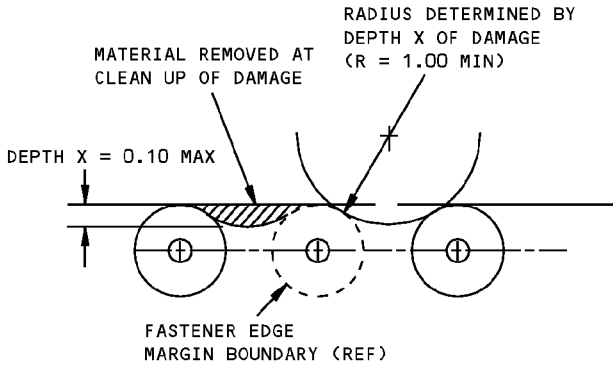 RADIUS DETERMINED BY
DEPTH X OF DAMAGE
(R = 1.00 MIN)
MATERIAL REMOVED AT
CLEAN UP OF DAMAGE
DEPTH X = 0.10 MAX
FASTENER EDGE
MARGIN BOUNDARY (REF)